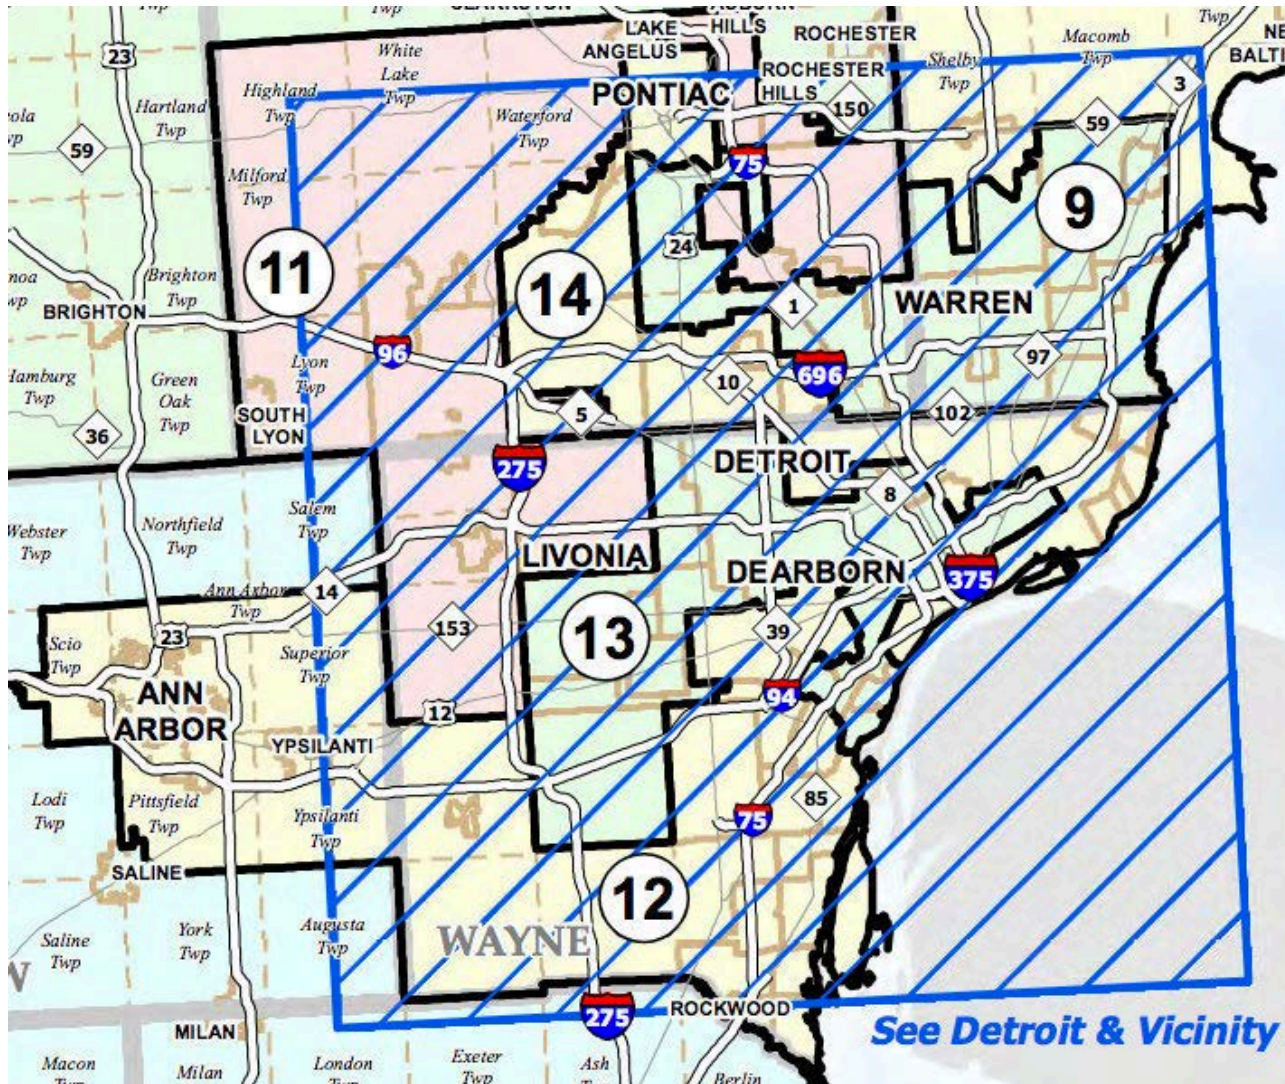 Twp
CLARKSTON
AUBURN
HILLS
Twp
LAKE
ANGELUS
ROCHESTER
Macomb
Twp
23
White
Lake
Twp
ROCHESTER
HILLS
Shelby
Twp
3
Highland
Twp
PONTIAC
Hartland
Twp
Waterford
Twp
150
59
59
75
Milford
Twp
9
24
11
14
Brighton
Twp
BRIGHTON
1
WARREN
96
Lyon
Twp
696
97
Green
Oak
Twp
10
SOUTH
LYON
5
102
36
275
DETROIT
8
Salem
Twp
Webster
Twp
Northfield
Twp
LIVONIA
DEARBORN
375
Ann Arbor
Twp
14
153
13
39
23
Scio
Twp
Superior
Twp
94
ANN
ARBOR
12
YPSILANTI
Lodi
Twp
Pittsfield
Twp
Ypsilanti
Twp
85
75
SALINE
12
Augusta
Twp
WAYNE
Saline
Twp
York
Twp
W
275
ROCKWOOD
See Detroit & Vicinity
MILAN
Macon
Twp
Milan
London
Twp
Exeter
Twp
Ash
Berlin